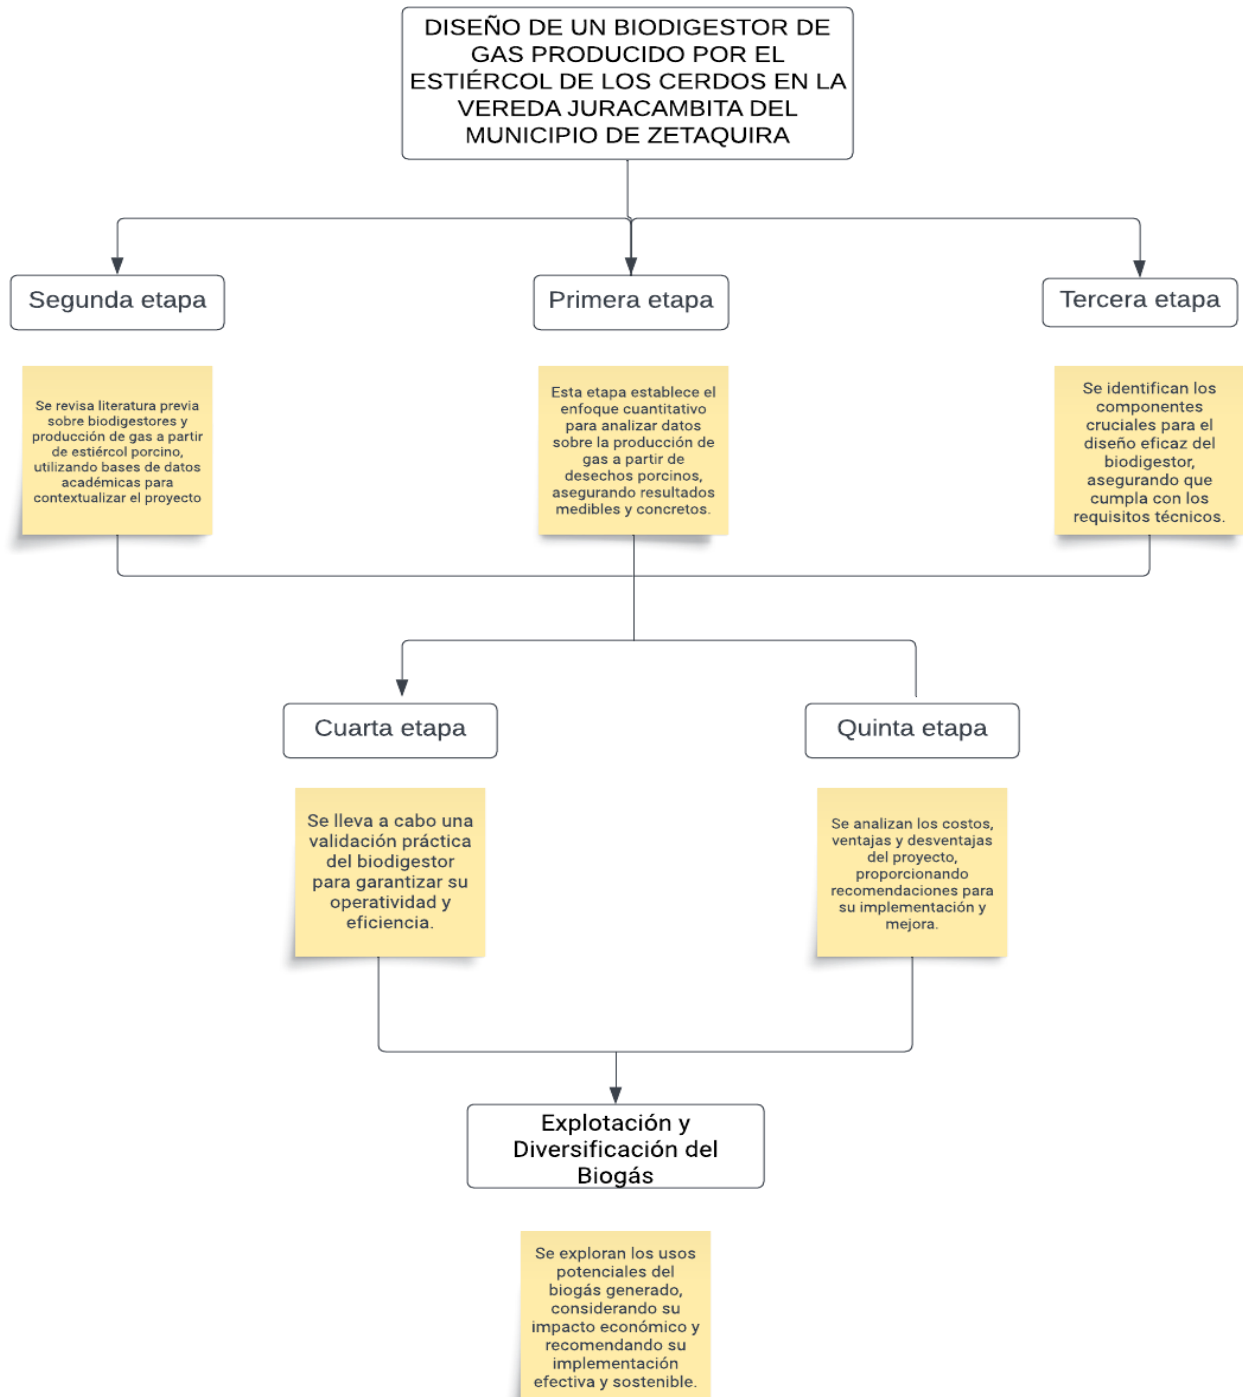 DISEÑO DE UN BIODIGESTOR DE
GAS PRODUCIDO POR EL
ESTIÉRCOL DE LOS CERDOS EN LA
VEREDA JURACAMBITA DEL
MUNICIPIO DE ZETAQUIRA
Segunda etapa
Primera etapa
Tercera etapa
Se revisa literatura previa
sobre biodigestores y
producción de gas a partir
de estiércol porcino,
utilizando bases de datos
académicas para
contextualizar el proyecto
Esta etapa establece el
enfoque cuantitativo
para analizar datos
sobre la producción de
gas a partir de
desechos porcinos,
asegurando resultados
medibles y concretos.
Se identifican los
componentes
cruciales para el
diseño eficaz del
biodigestor,
asegurando que
cumpla con los
requisitos técnicos.
Cuarta etapa
Quinta etapa
Se lleva a cabo una
validación práctica
del biodigestor
para garantizar su
operatividad y
eficiencia.
Se analizan los costos,
ventajas y desventajas
del proyecto,
proporcionando
recomendaciones para
su implementación y
mejora.
Explotación y
Diversificación del
Biogás
Se exploran los usos
potenciales del
biogás generado,
considerando su
impacto económico y
recomendando su
implementación
efectiva y sostenible.